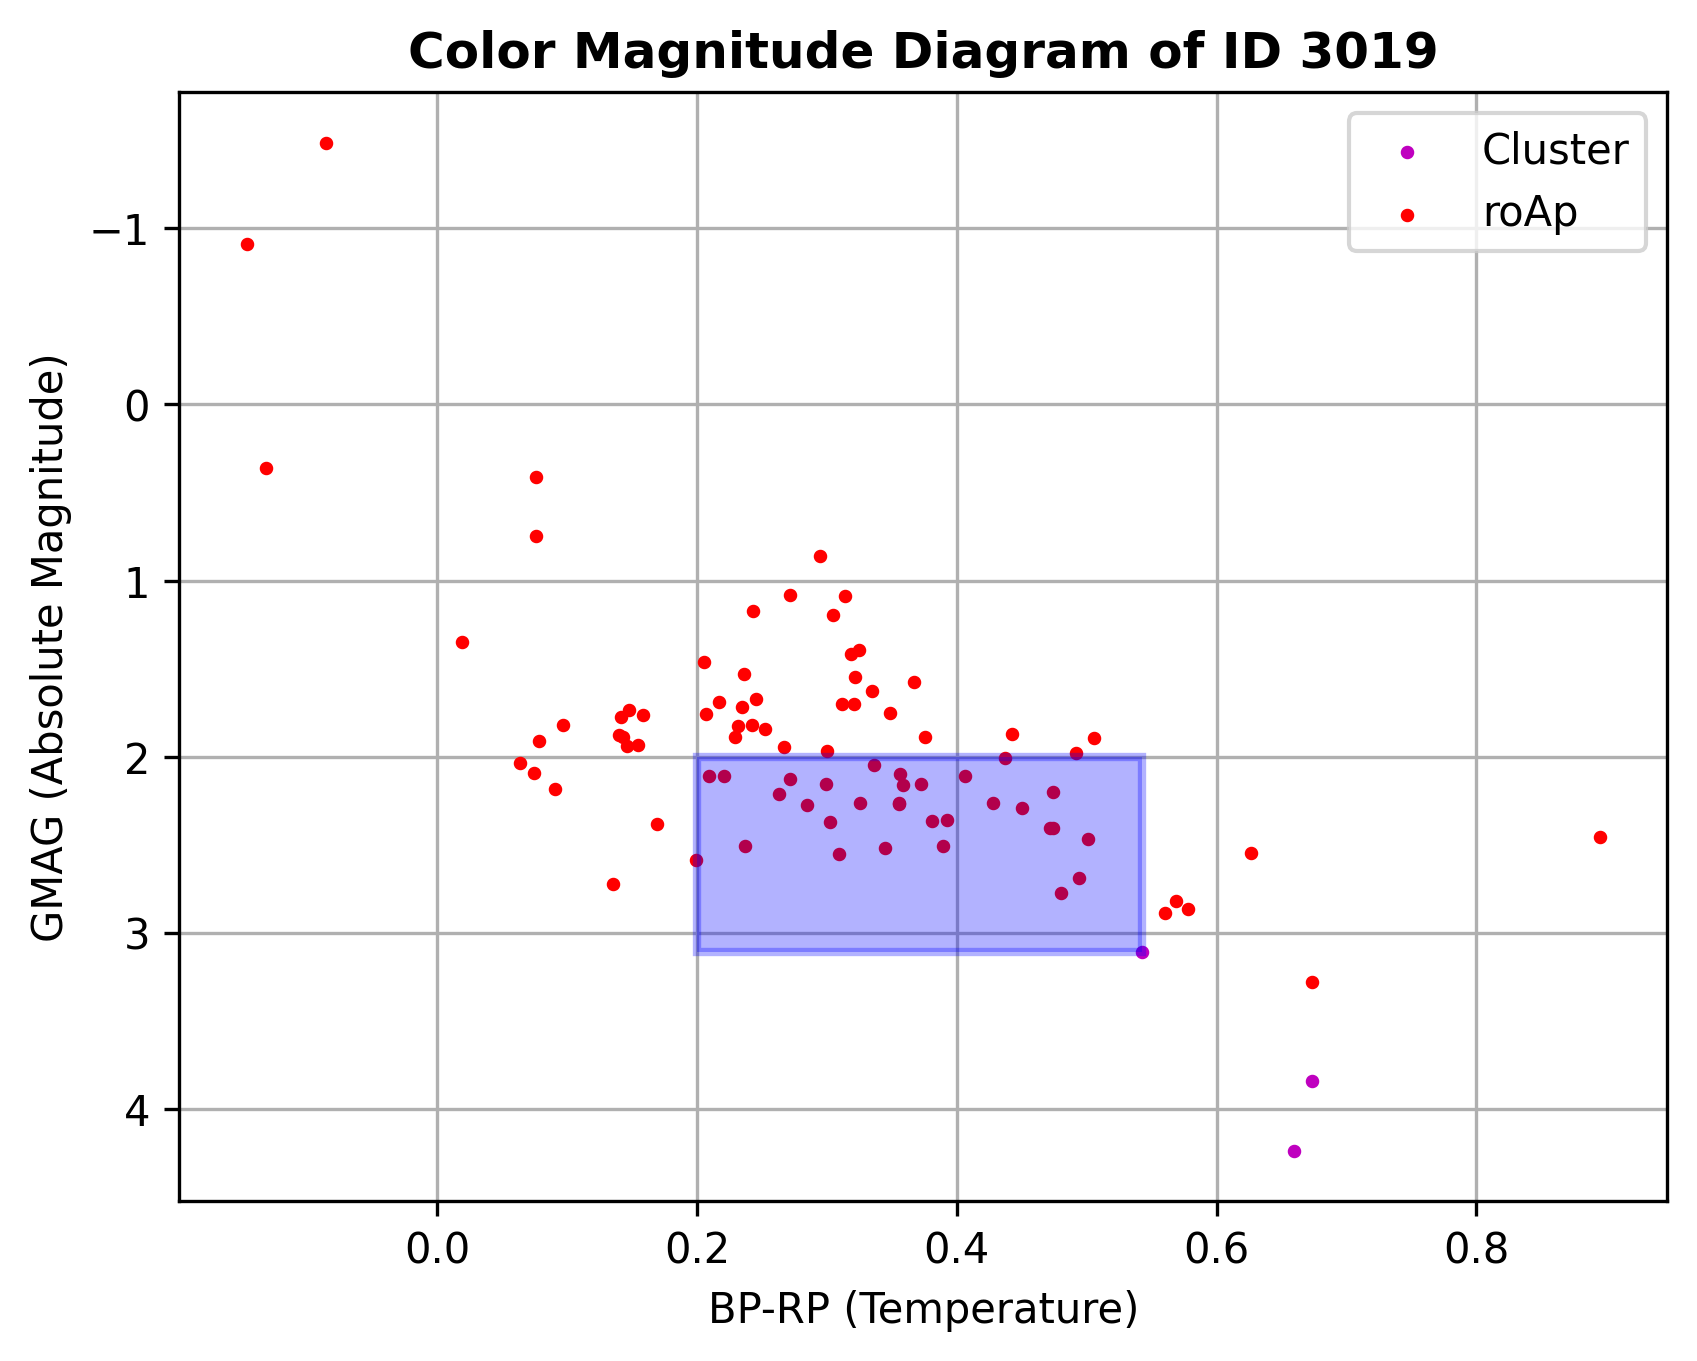 Color Magnitude Diagram of ID 3019
Cluster
roAp
GMAG (Absolute Magnitude)
−1
0
1
2
3
4
0.0 0.2 0.4 0.6 0.8
BP-RP (Temperature)